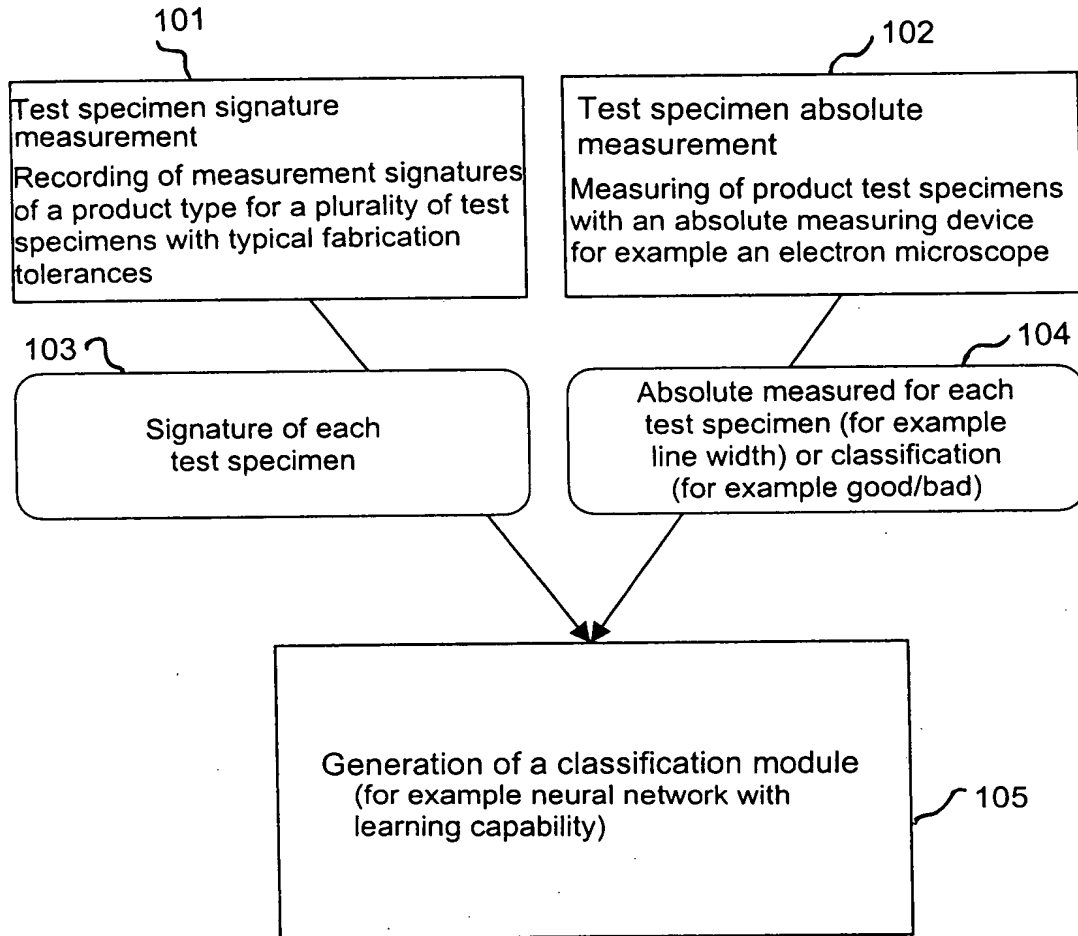 101
102
Test specimen signature
measurement
Recording of measurement signatures
of a product type for a plurality of test
specimens with typical fabrication
tolerances
Test specimen absolute
measurement
Measuring of product test specimens
with an absolute measuring device
for example an electron microscope
103
104
Signature of each
test specimen
Absolute measured for each
test specimen (for example
line width) or classification
(for example good/bad)
Generation of a classification module
(for example neural network with
learning capability)
105